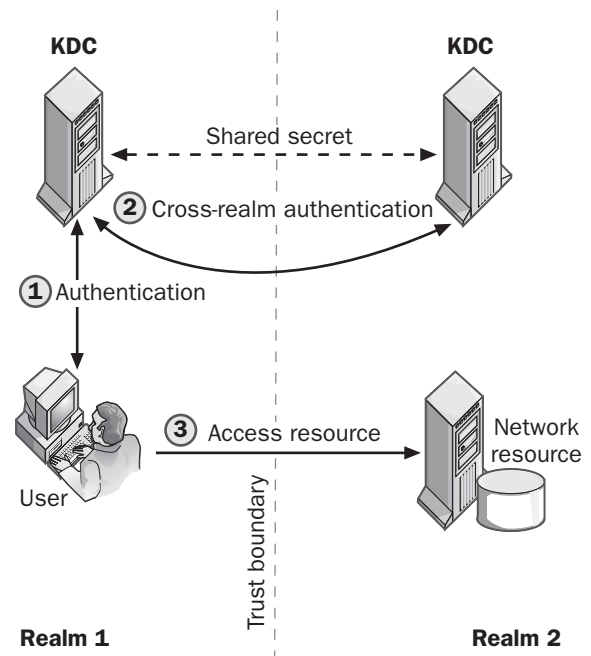 KDC
KDC
Shared secret
2 Cross-realm authentication
1 Authentication
3 Access resource
Network
resource
User
Trust boundary
Realm 1
Realm 2